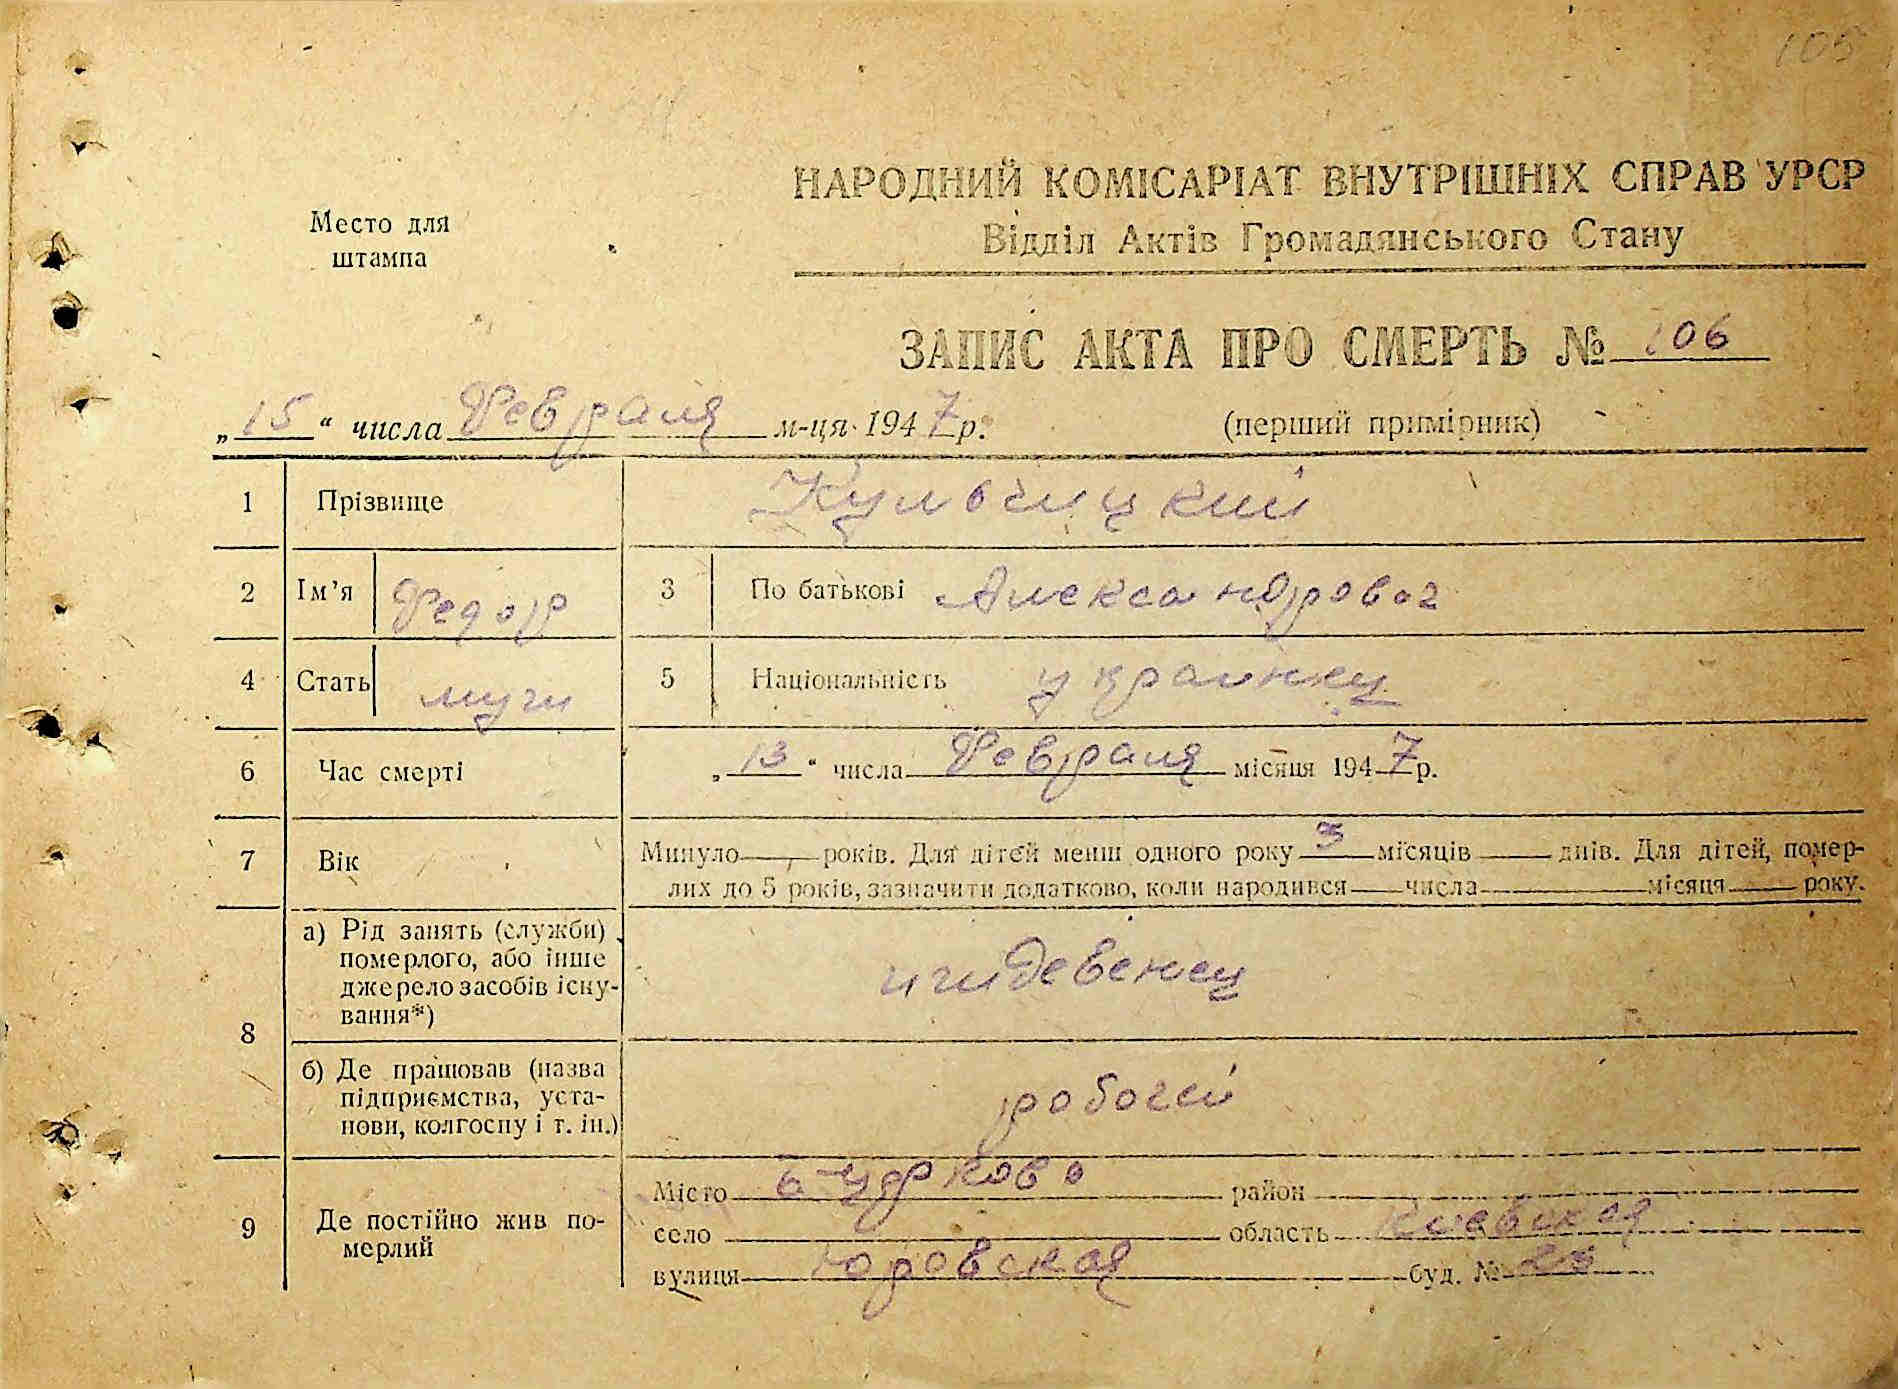 105
Место для
штампа
НАРОДНИЙ КОМІСАРІАТ ВНУТРІШНІХ СПРАВ УРСР
Відділ Актів Громадянського Стану
ЗАПИС АКТА ПРО СМЕРТЬ № 106
„15“ числа Февраля м-ця 1947 р. (перший примірник)
1 Прізвище Кульчицкий
2 Ім’я Федор 3 По батькові Александрович
4 Стать муж 5 Національність украинец
6 Час смерті „13“ числа Февраля місяця 1947 р.
7 Вік Минуло — років. Для дітей менш одного року 3 місяців — днів. Для дітей, помер-
лих до 5 років, зазначити додатково, коли народився — числа — місяця — року.
8 а) Рід занять (служби)
померлого, або інше
джерело засобів існу-
вання*) иждевенец
б) Де працював (назва
підприємства, уста-
нови, колгоспу і т. ін.) рабочей
9 Де постійно жив по-
мерлий
Місто район
село область Киевская
вулиця Юровская буд. №